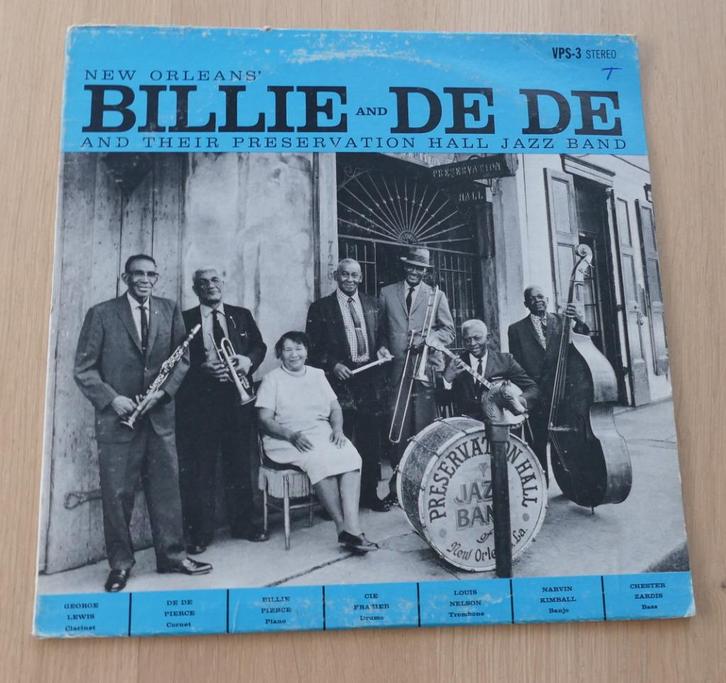 VPS-3 STEREO
T
NEW ORLEANS'
BILLIE AND DE DE
AND THEIR PRESERVATION HALL JAZZ BAND
PRESERVATION
HALL
726
PRESERVATION HALL
JAZZ
BAND
New Orleans, La.
GEORGE
LEWIS
Clarinet
DE DE
PIERCE
Cornet
BILLIE
PIERCE
Piano
CIE
FRAZIER
Drums
LOUIS
NELSON
Trombone
NARVIN
KIMBALL
Banjo
CHESTER
ZARDIS
Bass